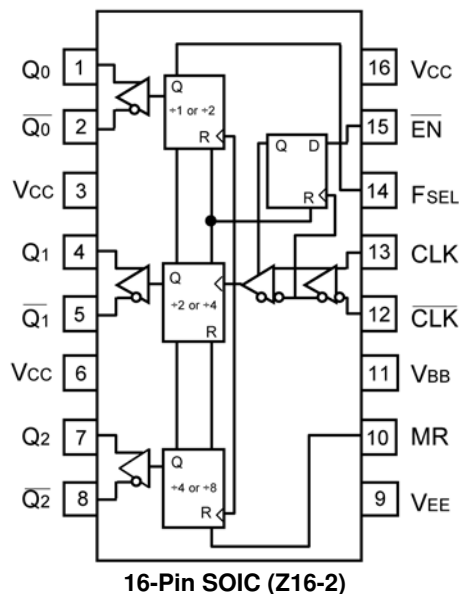 Q0 1
Q0 2
VCC 3
Q1 4
Q1 5
VCC 6
Q2 7
Q2 8
Q
÷1 or ÷2
R
Q D
R
÷2 or ÷4
R
Q
÷4 or ÷8
R
16 VCC
15 EN
14 FSEL
13 CLK
12 CLK
11 VBB
10 MR
9 VEE
16-Pin SOIC (Z16-2)